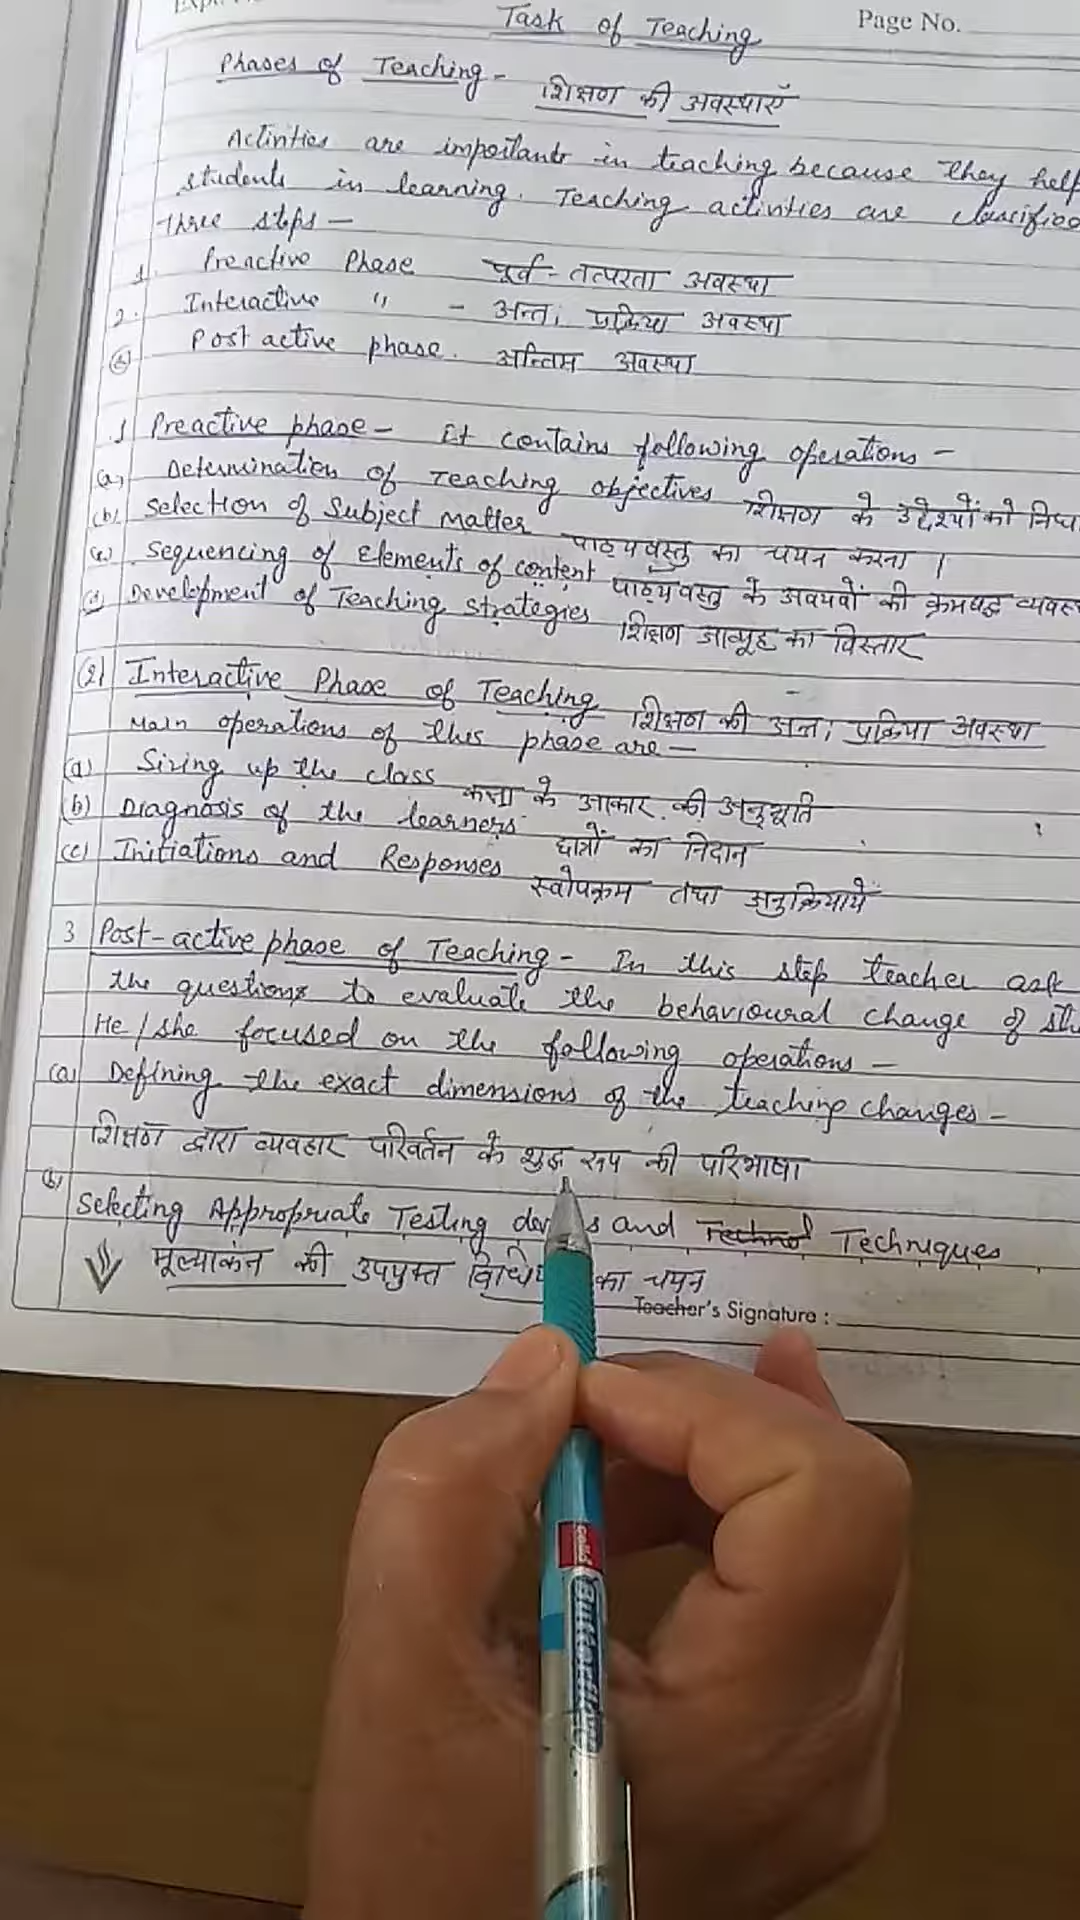 Task of Teaching
Page No.
Phases of Teaching - शिक्षण की अवस्थाएँ
Activities are important in teaching because they help
students in learning. Teaching activities are classified
three steps —
1. Preactive Phase पूर्व - तत्परता अवस्था
2. Interactive " - अन्त: प्रक्रिया अवस्था
(3) Post active phase. अन्तिम अवस्था
1 Preactive phase - It contains following operations -
(a) Determination of Teaching objectives शिक्षण के उद्देश्यों को
(b) Selection of Subject Matter पाठ्यवस्तु का चयन करना ।
(c) Sequencing of Elements of content पाठ्यवस्तु के अवयवों की क्रमबद्ध
(d) Development of Teaching strategies शिक्षण आव्यूह का विस्तार
(2) Interactive Phase of Teaching शिक्षण की अन्त: प्रक्रिया अवस्था
Main operations of this phase are —
(a) Sizing up the class कक्षा के आकार की अनुभूति
(b) Diagnosis of the learners छात्रों का निदान
(c) Initiations and Responses स्वोपक्रम तथा अनुक्रियायें
3 Post-active phase of Teaching - In this step teacher ask
the questions to evaluate the behavioural change of
He/she focused on the following operations —
(a) Defining the exact dimensions of the teaching changes -
शिक्षण द्वारा व्यवहार परिवर्तन के शुद्ध रूप की परिभाषा
(b) Selecting Appropriate Testing and Techniques
मूल्याकंन की उपयुक्त का चयन
Teacher's Signature :
cello
Butterflow